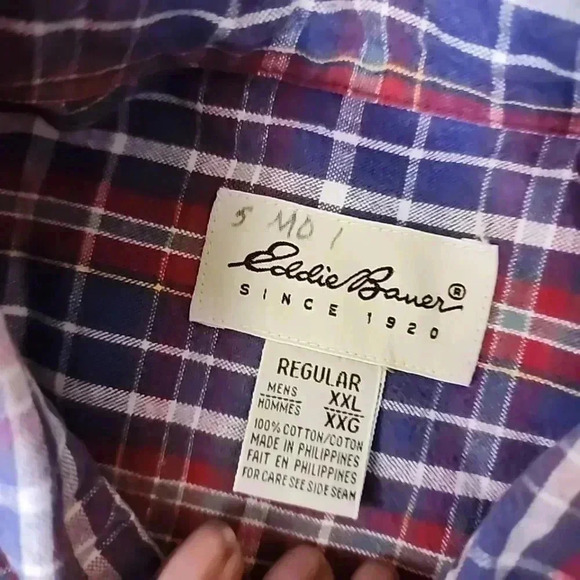 5 MD 1
Eddie Bauer ®
SINCE 1920
REGULAR
MENS XXL
HOMMES XXG
100% COTTON/COTON
MADE IN PHILIPPINES
FAIT EN PHILIPPINES
FOR CARE SEE SIDE SEAM